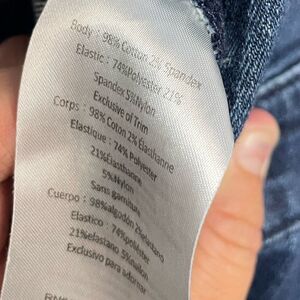 Body：98% Cotton 2% Spandex
Elastic：74%Polyester 21%
Spandex 5%Nylon
Exclusive of Trim
Corps：98% Coton 2% Élasthanne
Elastique：74% Polyester
21%Élasthanne
5%Nylon
Sans garniture
Cuerpo：98%algodón 2%elastano
Elastico：74%poliéster
21%elastano 5%nailon
Exclusivo para adornar